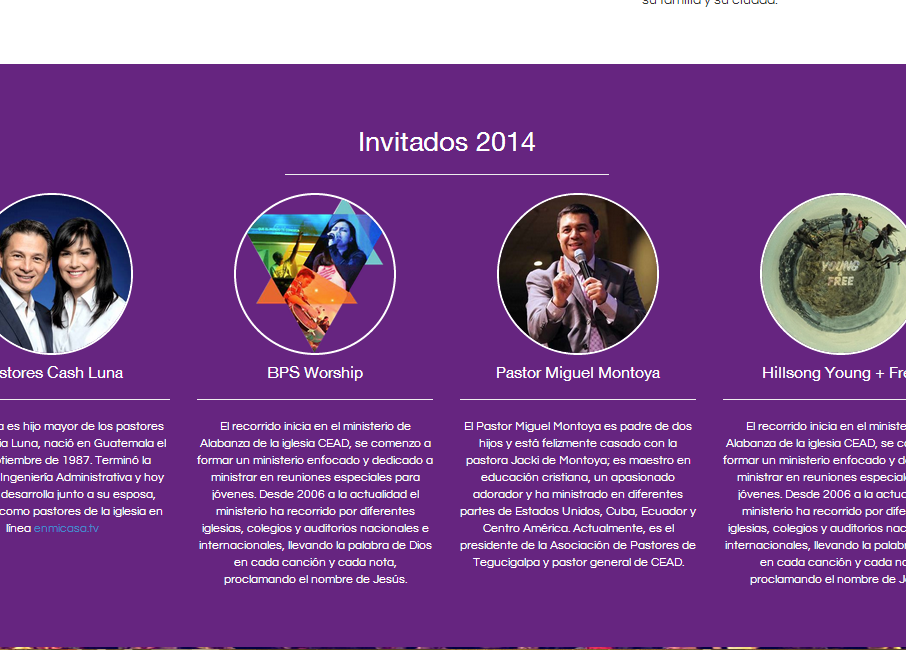 su familia y su ciudad.
Invitados 2014
YOUNG
FREE
stores Cash Luna
BPS Worship
Pastor Miguel Montoya
Hillsong Young + Fre
a es hijo mayor de los pastores
ia Luna, nació en Guatemala el
ptiembre de 1987. Terminó la
Ingeniería Administrativa y hoy
desarrolla junto a su esposa,
como pastores de la iglesia en
línea enmicasa.tv
El recorrido inicia en el ministerio de
Alabanza de la iglesia CEAD, se comenzo a
formar un ministerio enfocado y dedicado a
ministrar en reuniones especiales para
jóvenes. Desde 2006 a la actualidad el
ministerio ha recorrido por diferentes
iglesias, colegios y auditorios nacionales e
internacionales, llevando la palabra de Dios
en cada canción y cada nota,
proclamando el nombre de Jesús.
El Pastor Miguel Montoya es padre de dos
hijos y está felizmente casado con la
pastora Jacki de Montoya; es maestro en
educación cristiana, un apasionado
adorador y ha ministrado en diferentes
partes de Estados Unidos, Cuba, Ecuador y
Centro América. Actualmente, es el
presidente de la Asociación de Pastores de
Tegucigalpa y pastor general de CEAD.
El recorrido inicia en el ministe
Alabanza de la iglesia CEAD, se co
formar un ministerio enfocado y de
ministrar en reuniones especial
jóvenes. Desde 2006 a la actua
ministerio ha recorrido por dife
iglesias, colegios y auditorios nac
internacionales, llevando la palabr
en cada canción y cada no
proclamando el nombre de J